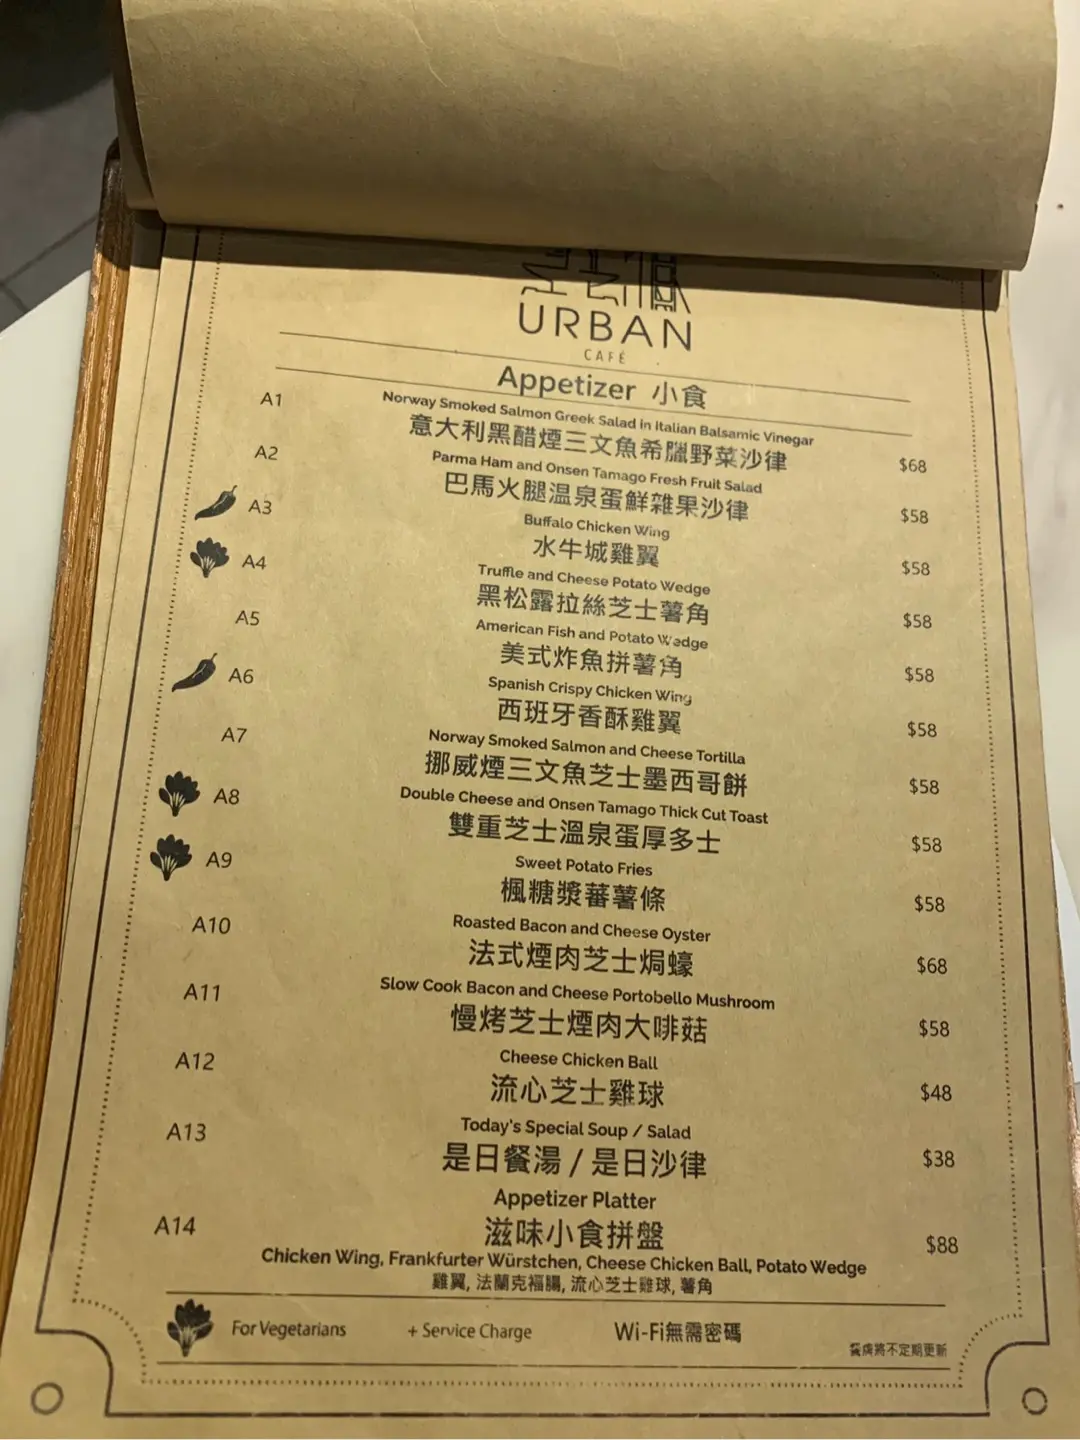 URBAN
CAFÉ
Appetizer 小食
A1
Norway Smoked Salmon Greek Salad in Italian Balsamic Vinegar
意大利黑醋煙三文魚希臘野菜沙律
$68
A2
Parma Ham and Onsen Tamago Fresh Fruit Salad
巴馬火腿温泉蛋鮮雜果沙律
$58
A3
Buffalo Chicken Wing
水牛城雞翼
$58
A4
Truffle and Cheese Potato Wedge
黑松露拉絲芝士薯角
$58
A5
American Fish and Potato Wedge
美式炸魚拼薯角
$58
A6
Spanish Crispy Chicken Wing
西班牙香酥雞翼
$58
A7
Norway Smoked Salmon and Cheese Tortilla
挪威煙三文魚芝士墨西哥餅
$58
A8
Double Cheese and Onsen Tamago Thick Cut Toast
雙重芝士溫泉蛋厚多士
$58
A9
Sweet Potato Fries
楓糖漿蕃薯條
$58
A10
Roasted Bacon and Cheese Oyster
法式煙肉芝士焗蠔
$68
A11
Slow Cook Bacon and Cheese Portobello Mushroom
慢烤芝士煙肉大啡菇
$58
A12
Cheese Chicken Ball
流心芝士雞球
$48
A13
Today's Special Soup / Salad
是日餐湯 / 是日沙律
$38
A14
Appetizer Platter
滋味小食拼盤
$88
Chicken Wing, Frankfurter Würstchen, Cheese Chicken Ball, Potato Wedge
雞翼, 法蘭克福腸, 流心芝士雞球, 薯角
For Vegetarians
+ Service Charge
Wi-Fi無需密碼
餐牌將不定期更新